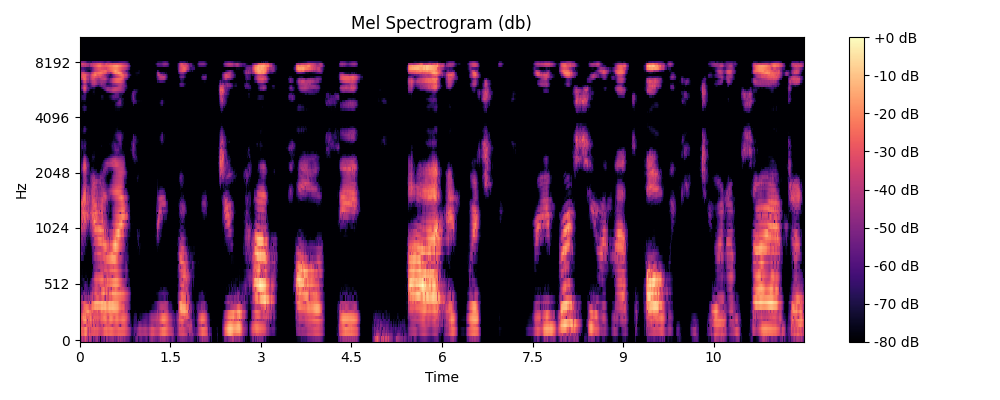 Mel Spectrogram (db)
8192
4096
2048
1024
512
0
Hz
0 1.5 3 4.5 6 7.5 9 10
Time
+0 dB
-10 dB
-20 dB
-30 dB
-40 dB
-50 dB
-60 dB
-70 dB
-80 dB